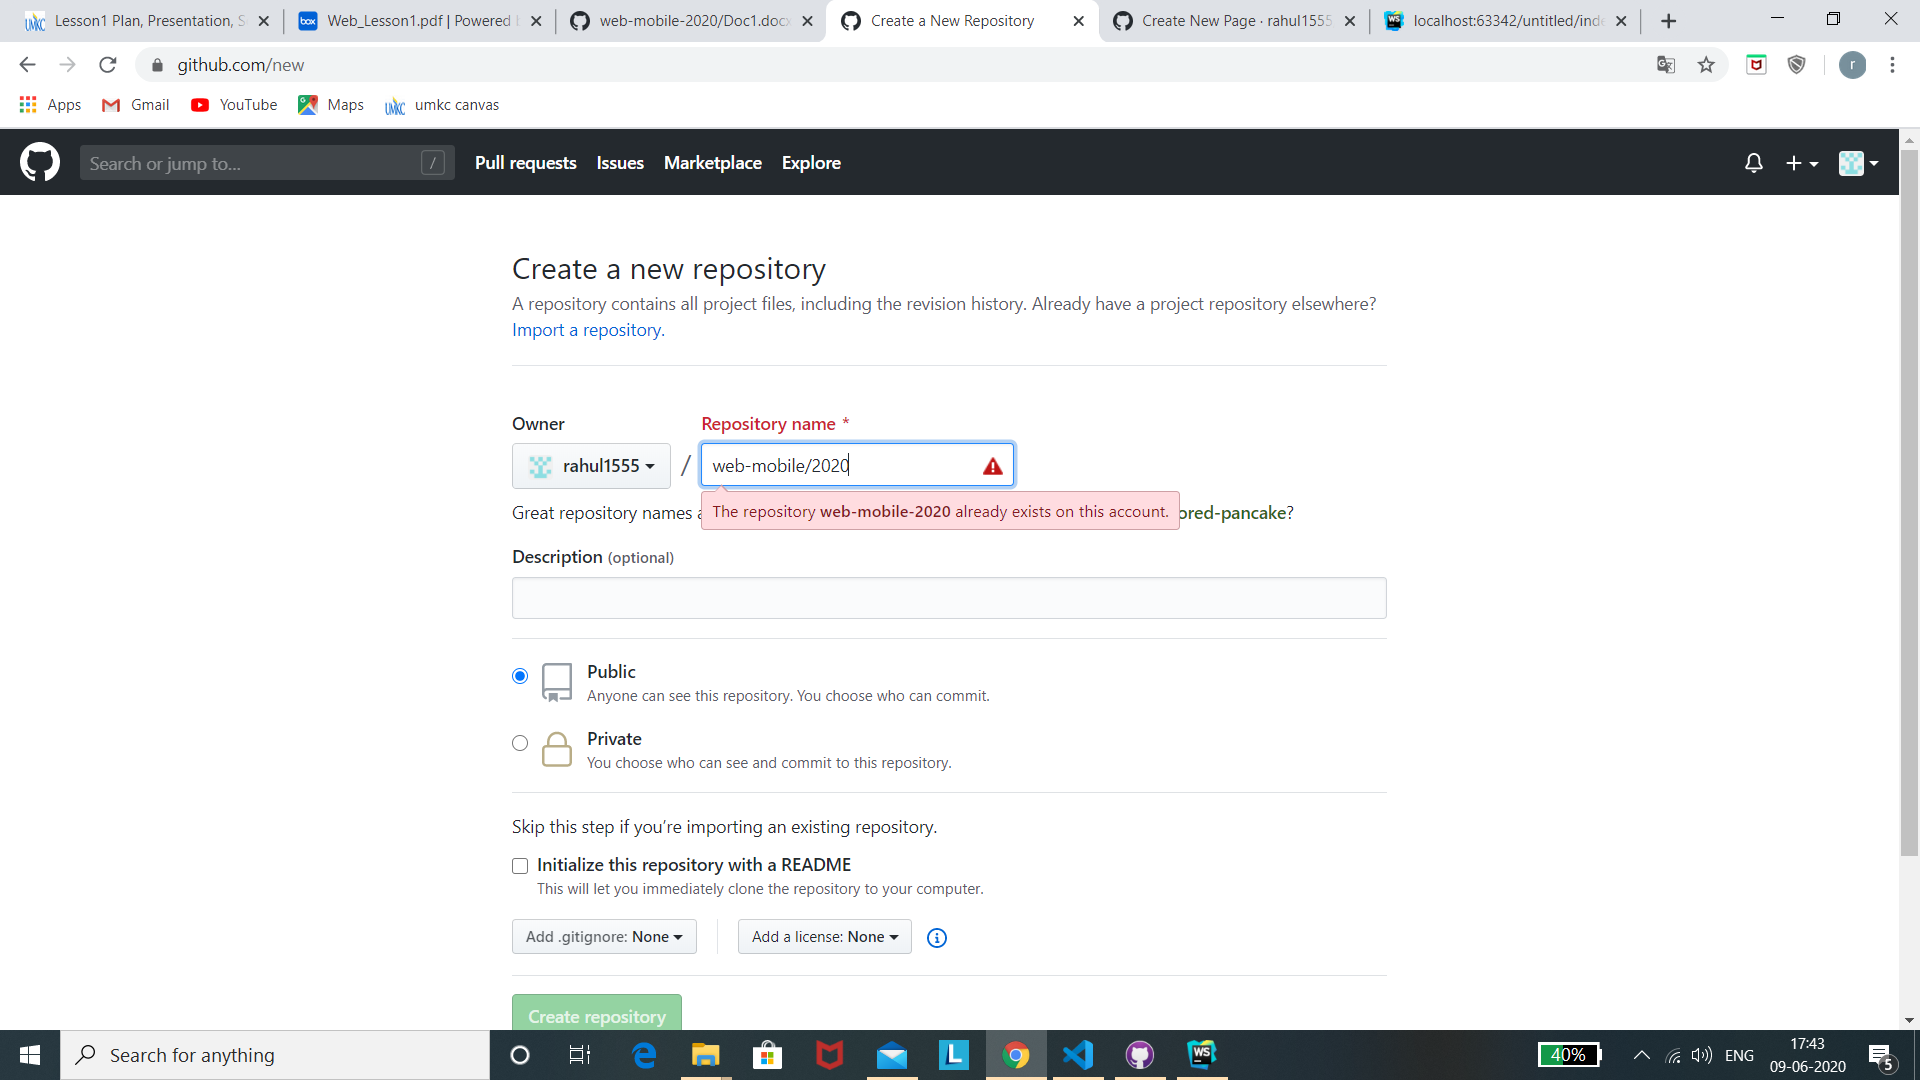 Lesson1 Plan, Presentation, S
Web_Lesson1.pdf | Powered b
web-mobile-2020/Doc1.docx
Create a New Repository
Create New Page · rahul1555
localhost:63342/untitled/inde
github.com/new
r
Apps
Gmail
YouTube
Maps
umkc canvas
Search or jump to...
/
Pull requests
Issues
Marketplace
Explore
Create a new repository
A repository contains all project files, including the revision history. Already have a project repository elsewhere?
Import a repository.
Owner
Repository name *
rahul1555
/
web-mobile/2020
Great repository names a
The repository web-mobile-2020 already exists on this account.
ored-pancake?
Description (optional)
Public
Anyone can see this repository. You choose who can commit.
Private
You choose who can see and commit to this repository.
Skip this step if you’re importing an existing repository.
Initialize this repository with a README
This will let you immediately clone the repository to your computer.
Add .gitignore: None
Add a license: None
Create repository
Search for anything
40%
ENG
17:43
09-06-2020
5